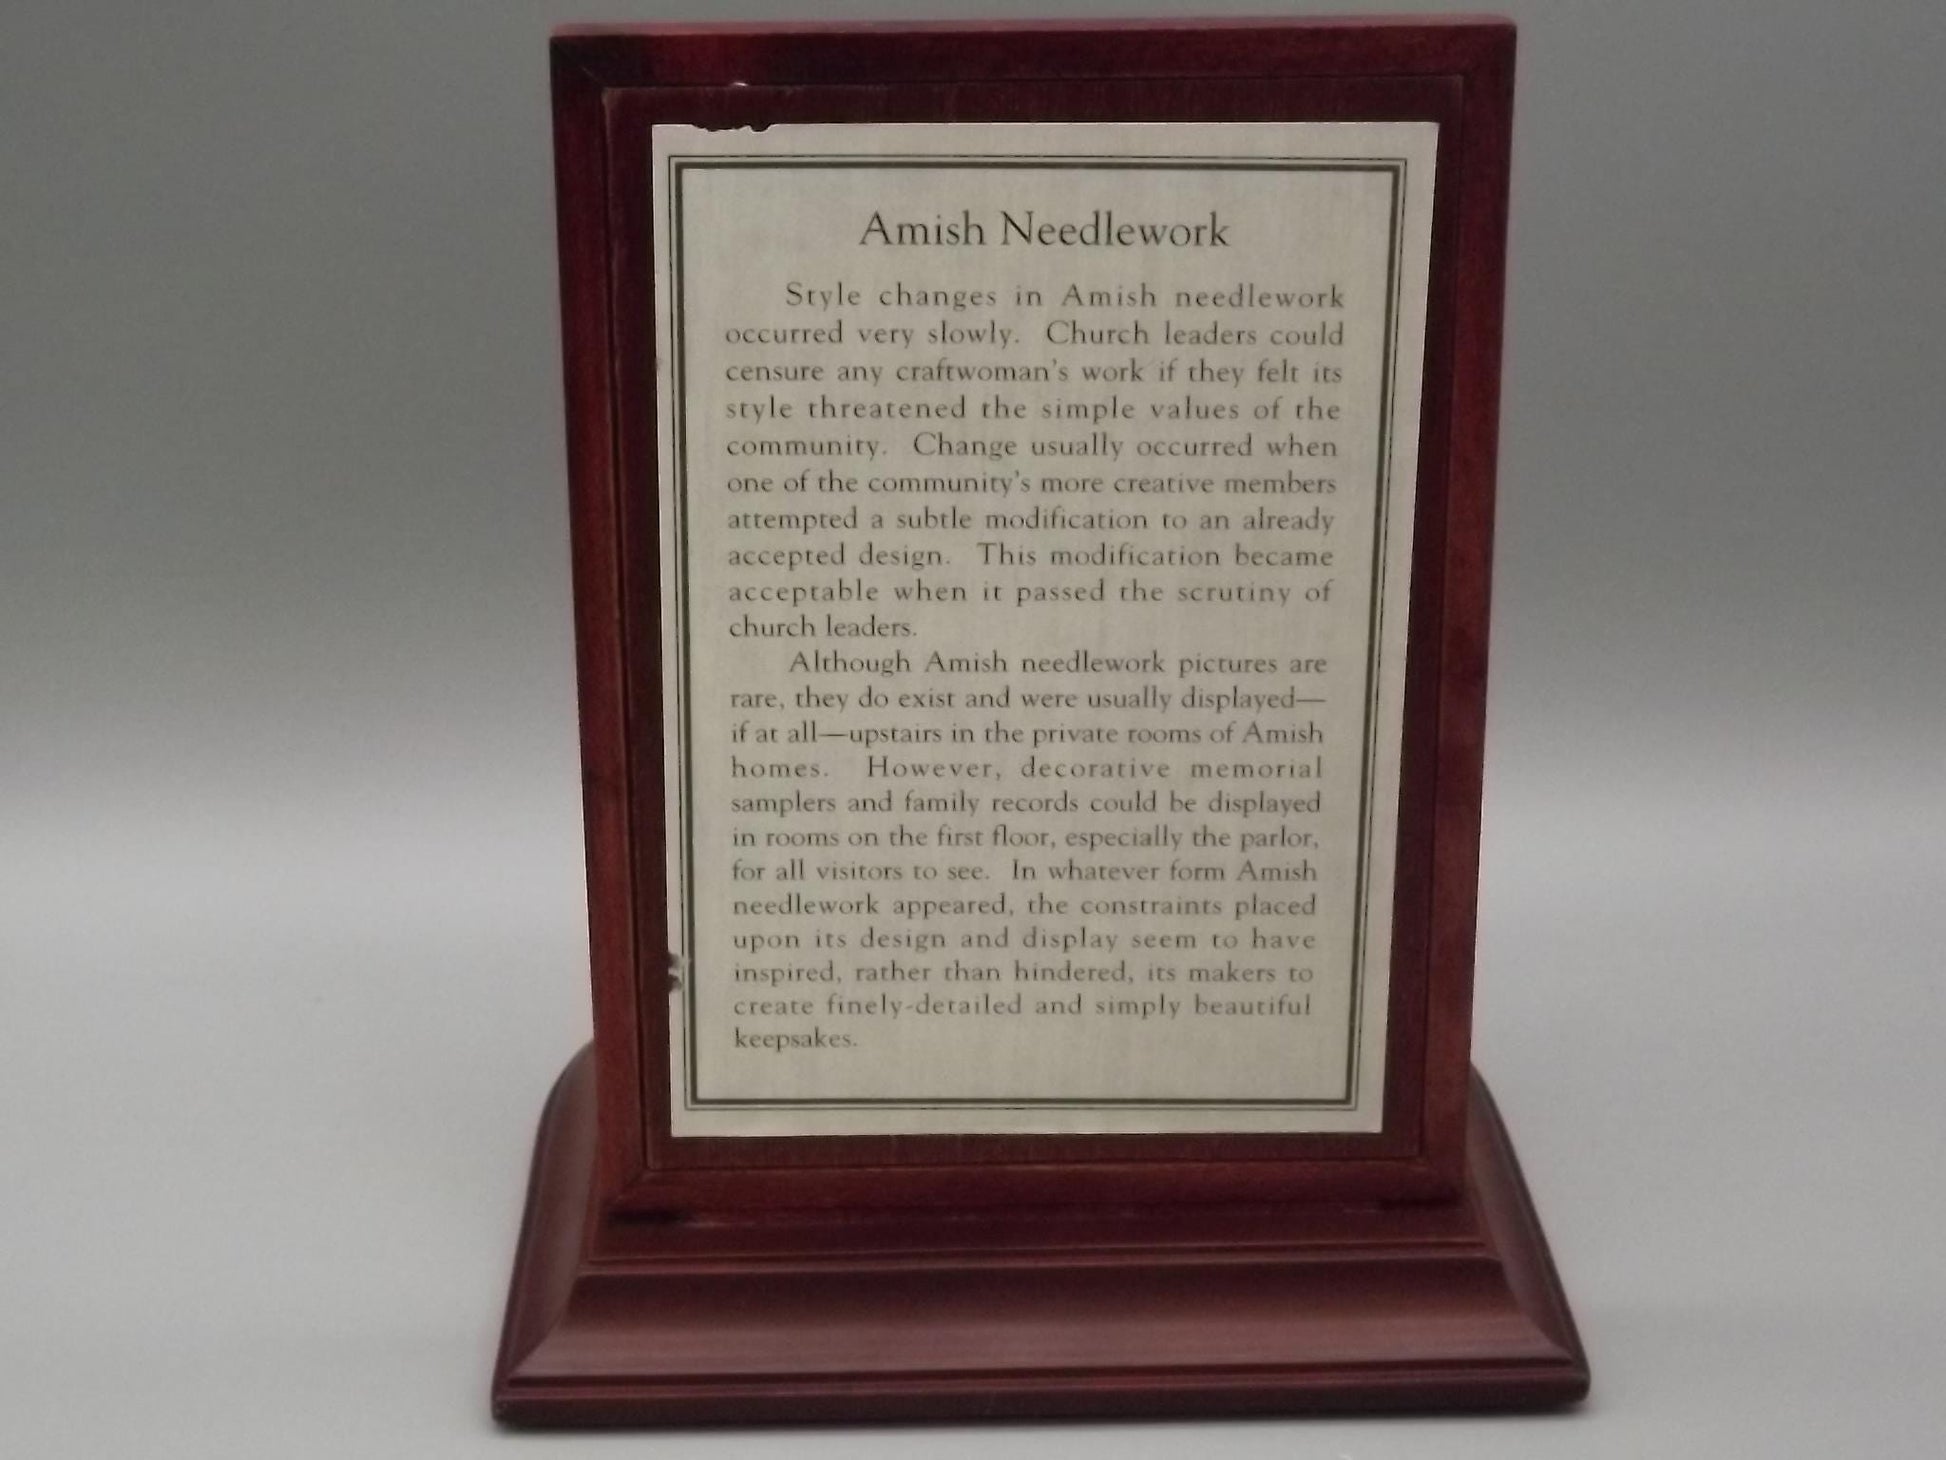 Amish Needlework
Style changes in Amish needlework
occurred very slowly. Church leaders could
censure any craftwoman's work if they felt its
style threatened the simple values of the
community. Change usually occurred when
one of the community's more creative members
attempted a subtle modification to an already
accepted design. This modification became
acceptable when it passed the scrutiny of
church leaders.
Although Amish needlework pictures are
rare, they do exist and were usually displayed—
if at all—upstairs in the private rooms of Amish
homes. However, decorative memorial
samplers and family records could be displayed
in rooms on the first floor, especially the parlor,
for all visitors to see. In whatever form Amish
needlework appeared, the constraints placed
upon its design and display seem to have
inspired, rather than hindered, its makers to
create finely-detailed and simply beautiful
keepsakes.